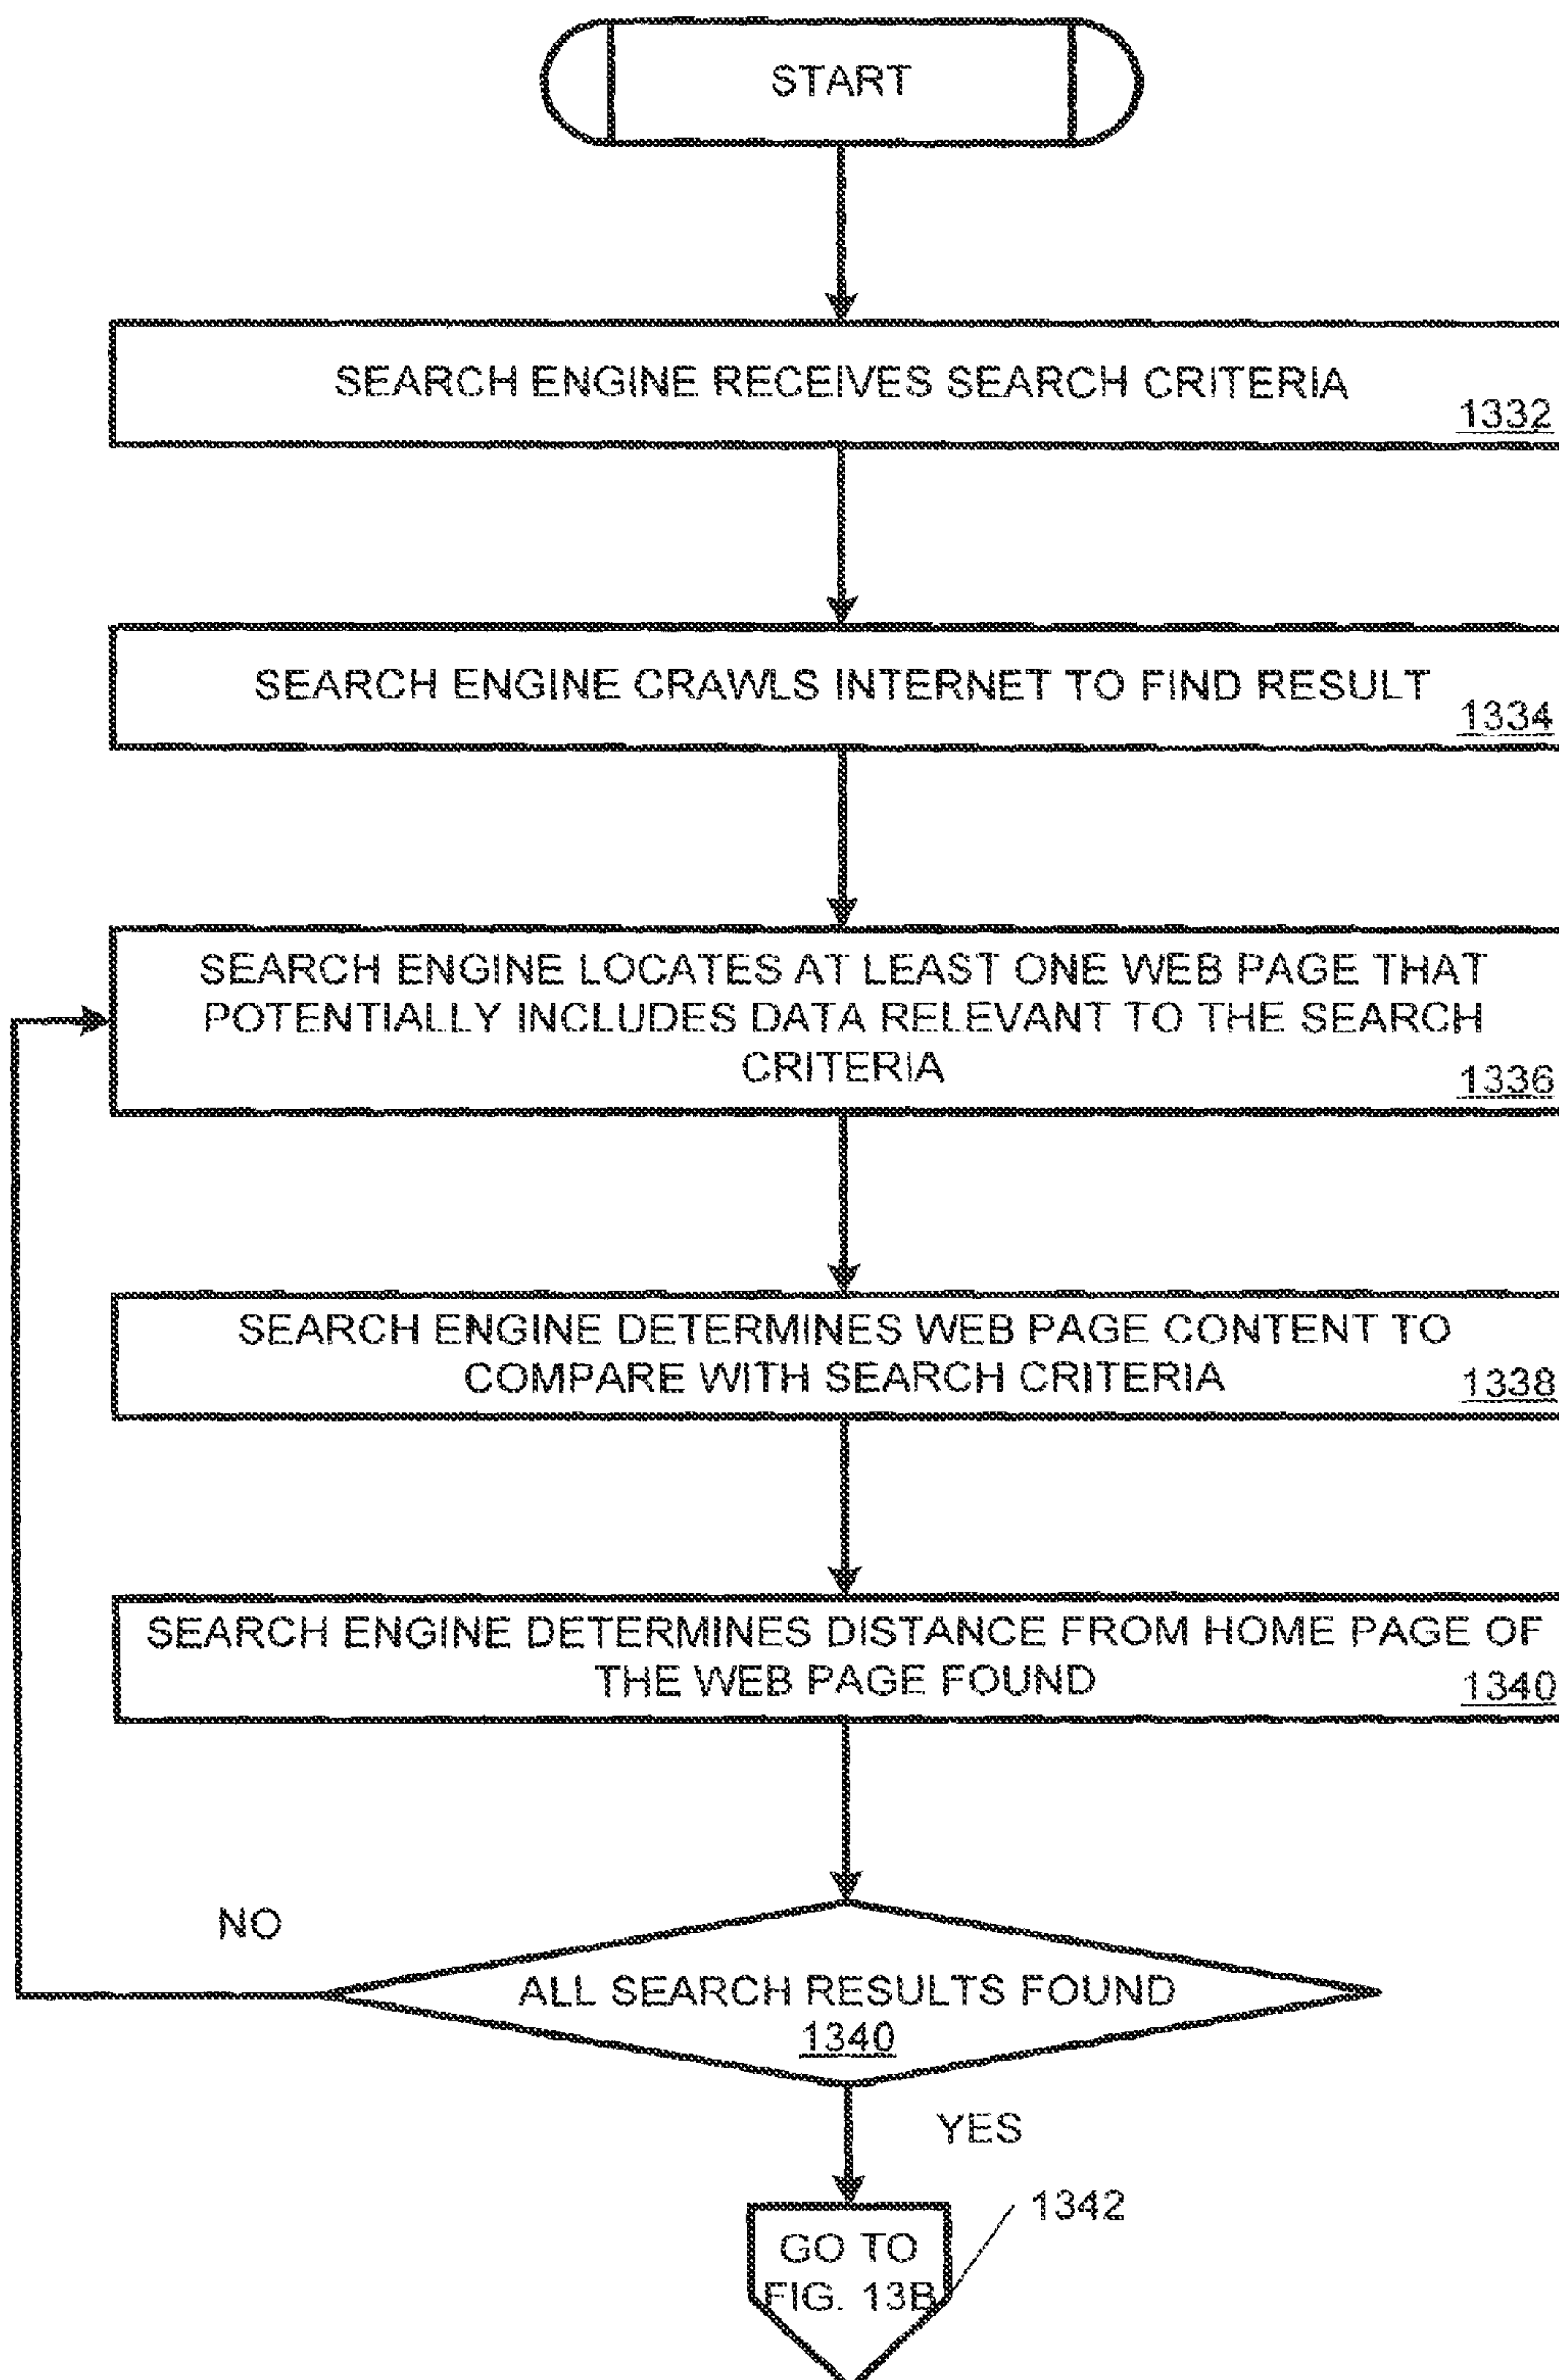 START
SEARCH ENGINE RECEIVES SEARCH CRITERIA
1332
SEARCH ENGINE CRAWLS INTERNET TO FIND RESULT
1334
SEARCH ENGINE LOCATES AT LEAST ONE WEB PAGE THAT
POTENTIALLY INCLUDES DATA RELEVANT TO THE SEARCH
CRITERIA
1336
SEARCH ENGINE DETERMINES WEB PAGE CONTENT TO
COMPARE WITH SEARCH CRITERIA
1338
SEARCH ENGINE DETERMINES DISTANCE FROM HOME PAGE OF
THE WEB PAGE FOUND
1340
NO
ALL SEARCH RESULTS FOUND
1340
YES
1342
GO TO
FIG. 13B